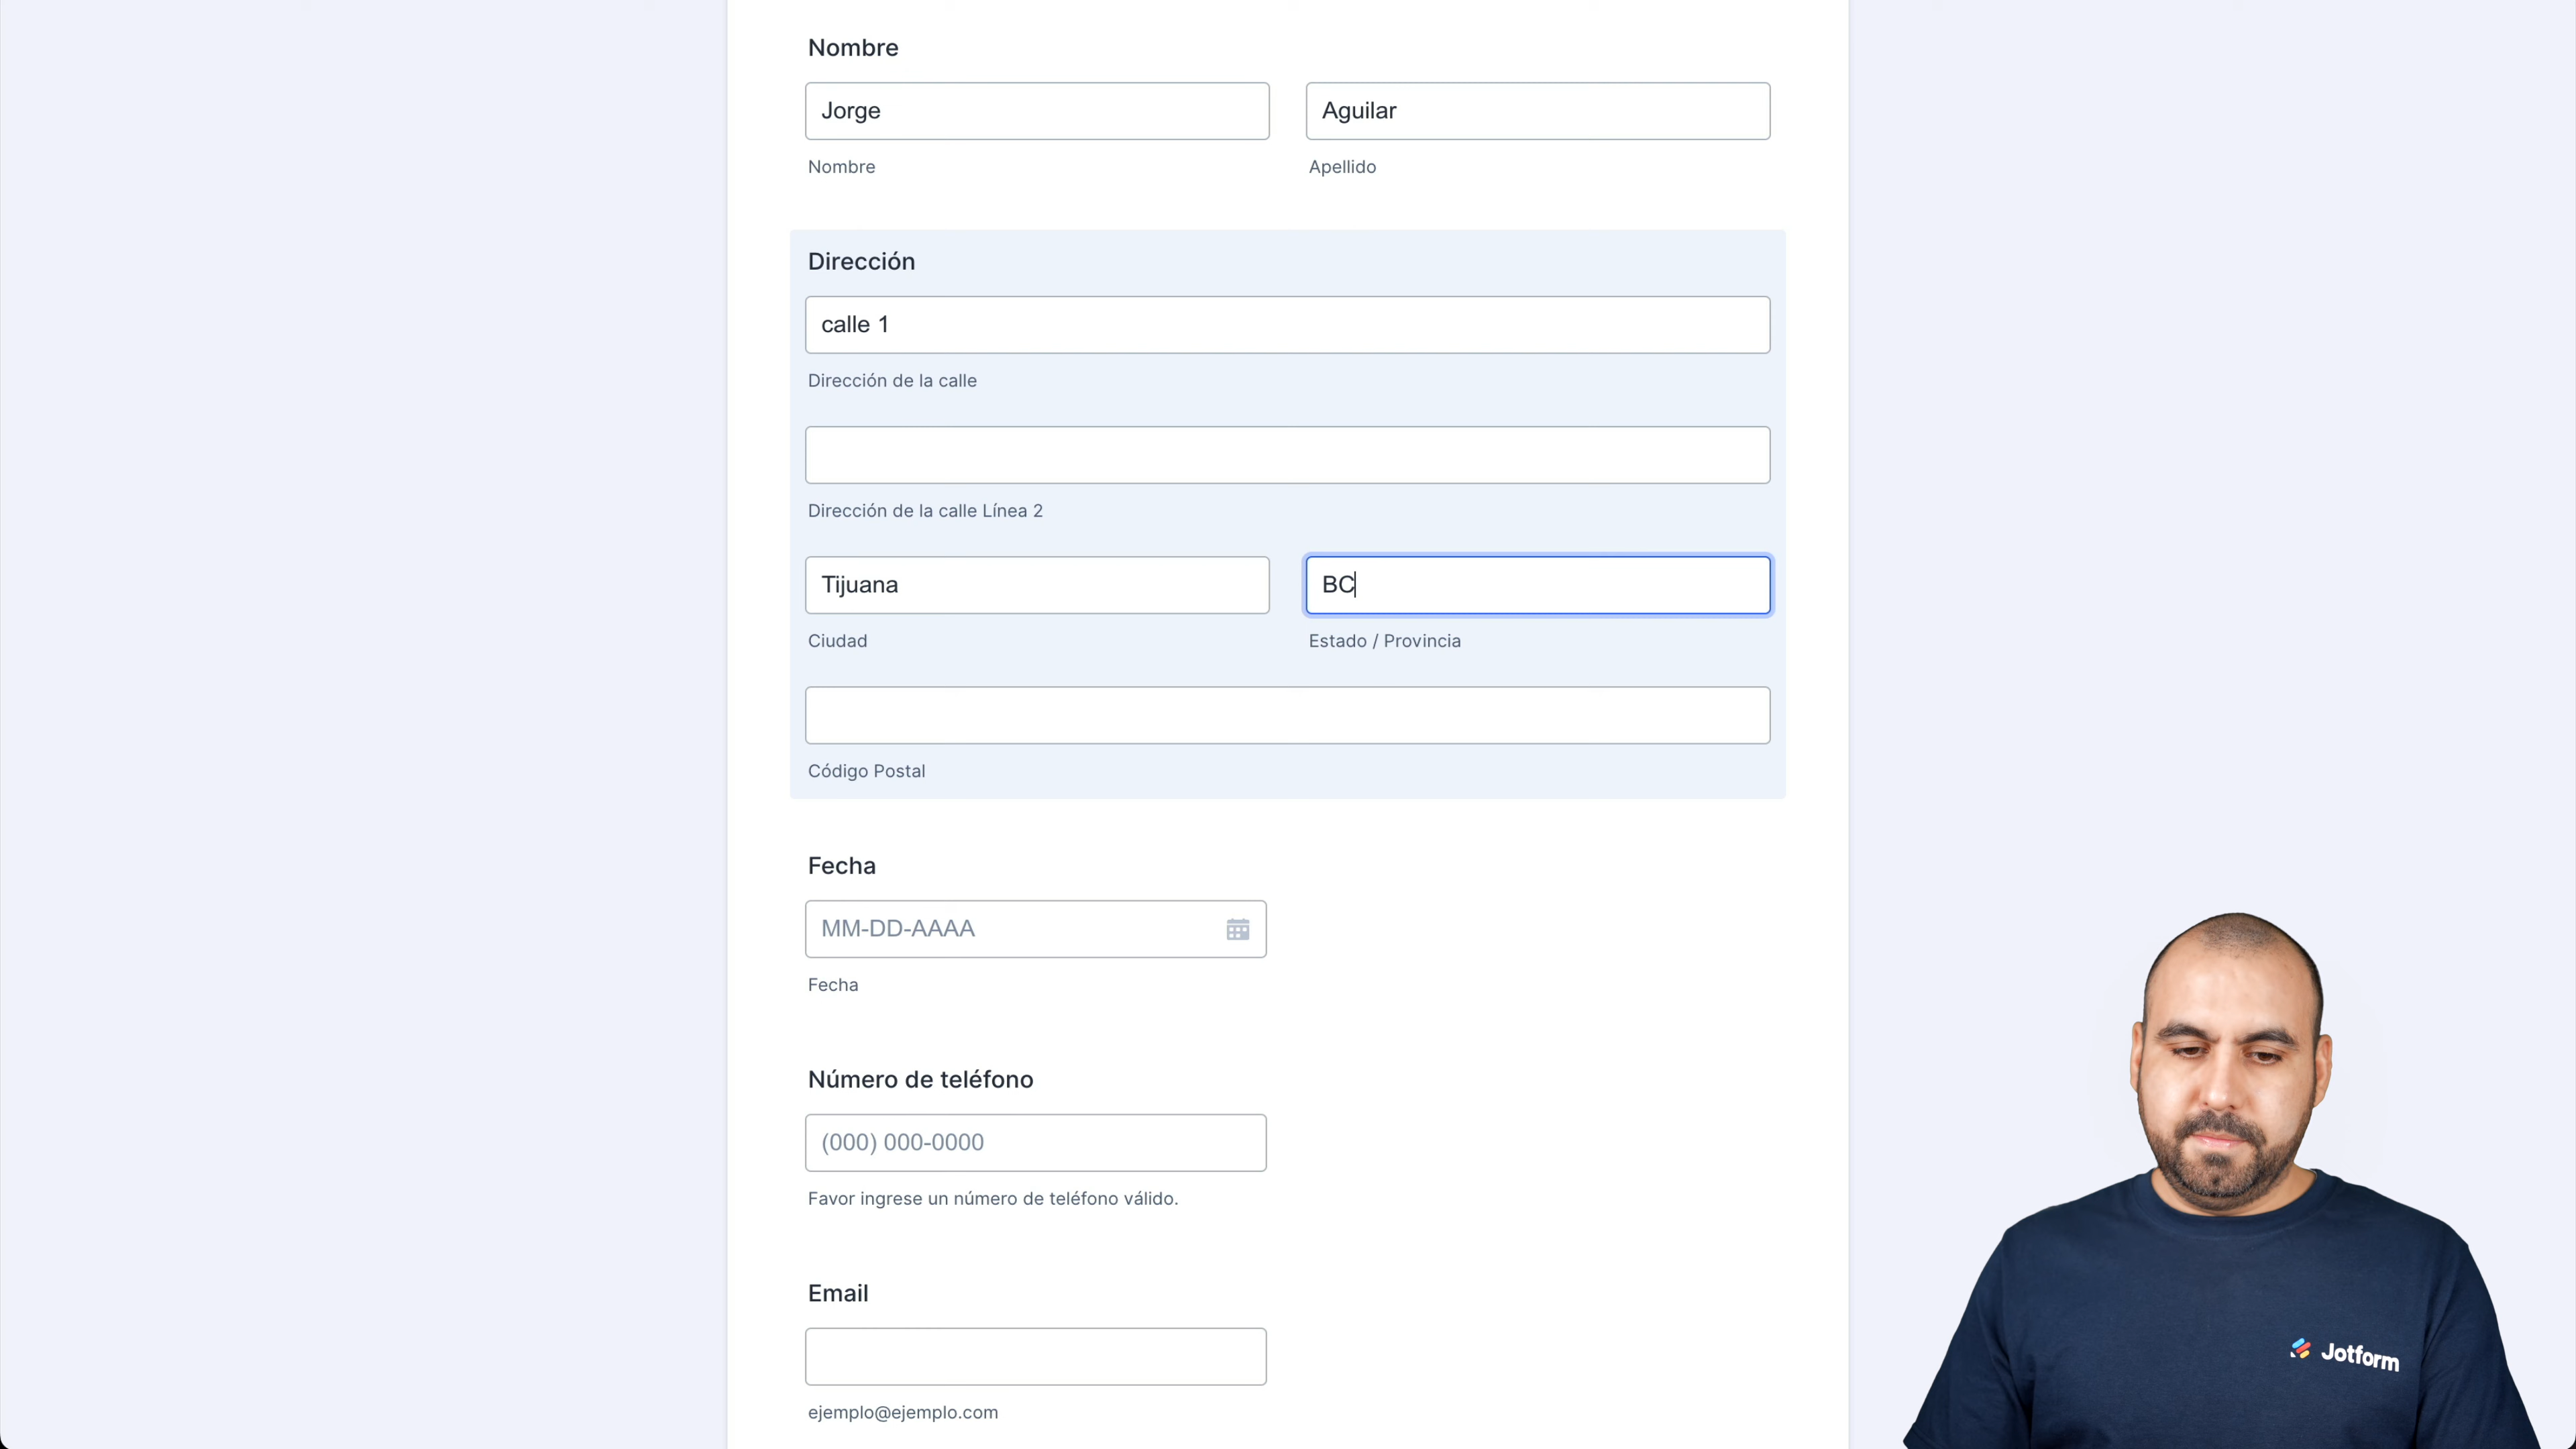 Nombre
Jorge
Aguilar
Nombre
Apellido
Dirección
calle 1
Dirección de la calle
Dirección de la calle Línea 2
Tijuana
BC
Ciudad
Estado / Provincia
Código Postal
Fecha
MM-DD-AAAA
Fecha
Número de teléfono
(000) 000-0000
Favor ingrese un número de teléfono válido.
Email
ejemplo@ejemplo.com
Jotform